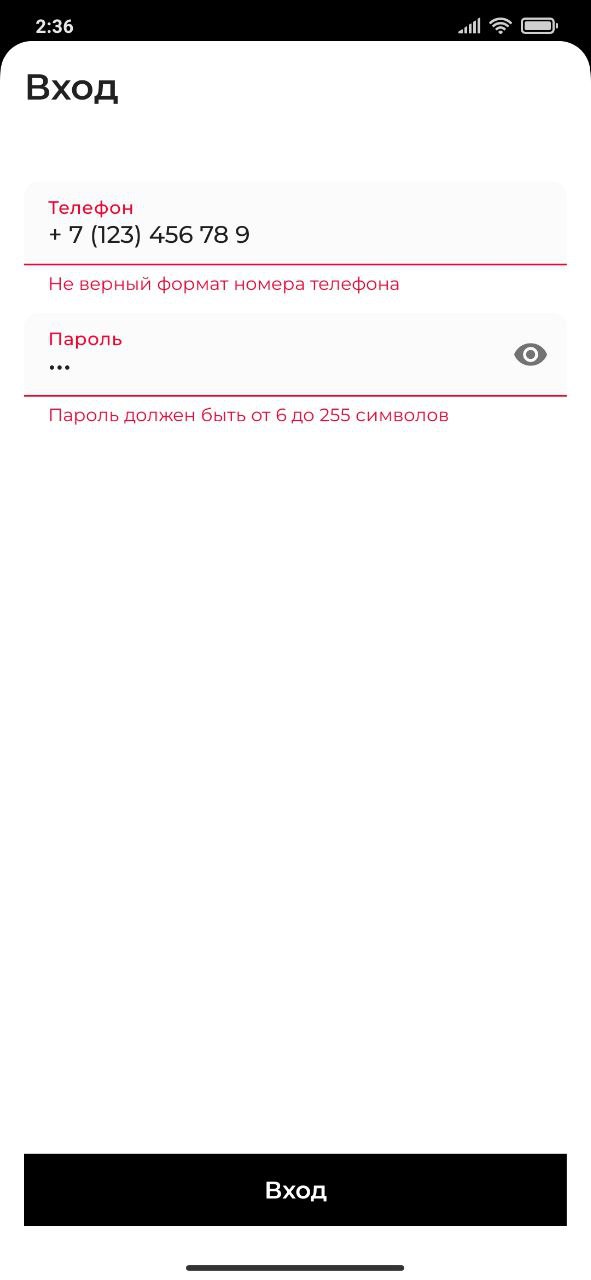 2:36
Вход
Телефон
+ 7 (123) 456 78 9
Не верный формат номера телефона
Пароль
•••
Пароль должен быть от 6 до 255 символов
Вход